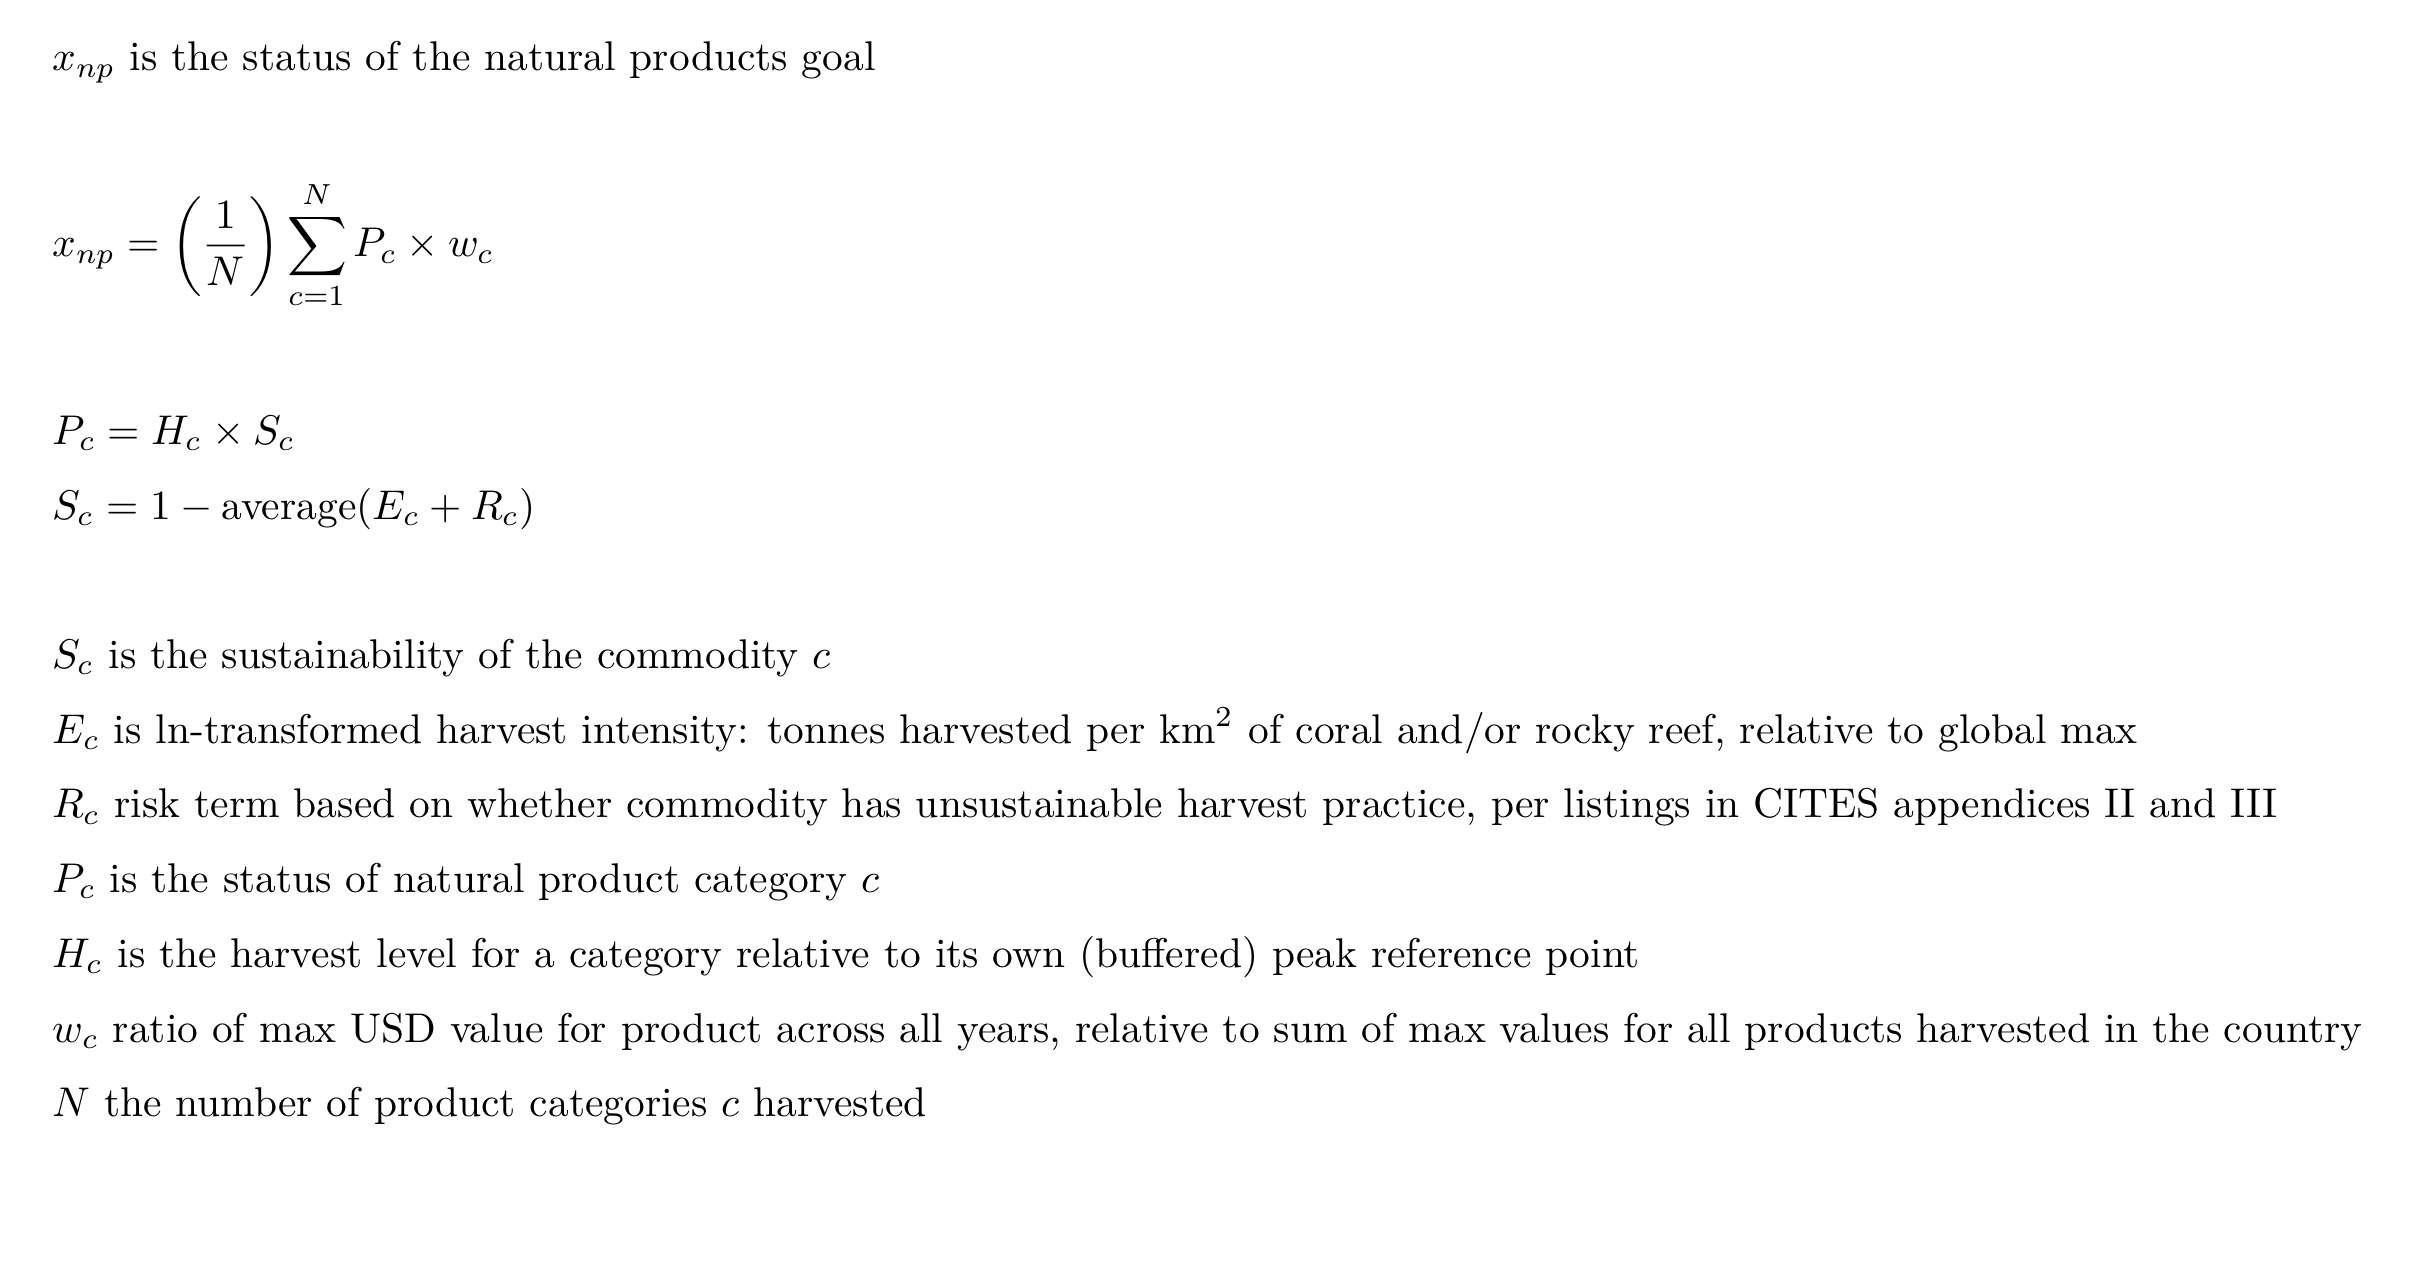 x_{np} is the status of the natural products goal
x_{np} = \left(\frac{1}{N}\right) \sum_{c=1}^{N} P_c \times w_c
P_c = H_c × S_c
S_c = 1 − average(E_c + R_c)
S_c is the sustainability of the commodity c
E_c is ln-transformed harvest intensity: tonnes harvested per km² of coral and/or rocky reef, relative to global max
R_c risk term based on whether commodity has unsustainable harvest practice, per listings in CITES appendices II and III
P_c is the status of natural product category c
H_c is the harvest level for a category relative to its own (buffered) peak reference point
w_c ratio of max USD value for product across all years, relative to sum of max values for all products harvested in the country
N the number of product categories c harvested